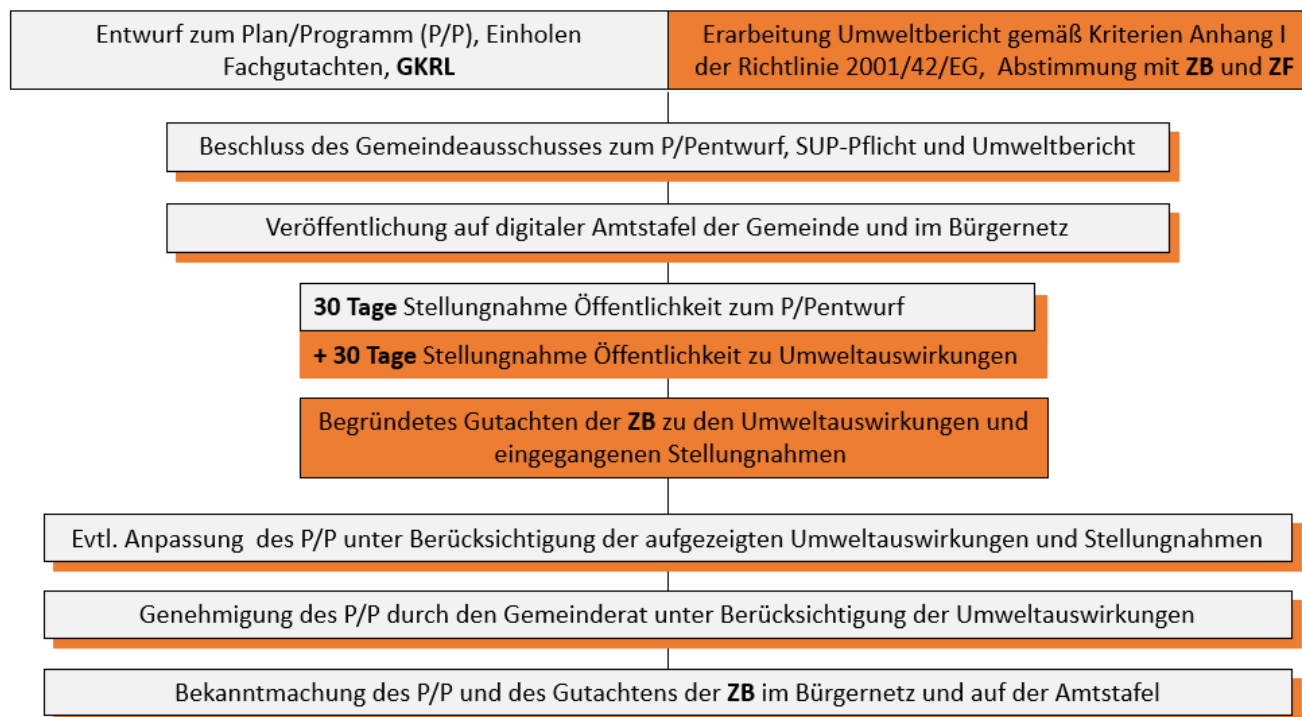 Entwurf zum Plan/Programm (P/P), Einholen
Fachgutachten, GKRL
Erarbeitung Umweltbericht gemäß Kriterien Anhang I
der Richtlinie 2001/42/EG, Abstimmung mit ZB und ZF
Beschluss des Gemeindeausschusses zum P/Pentwurf, SUP-Pflicht und Umweltbericht
Veröffentlichung auf digitaler Amtstafel der Gemeinde und im Bürgernetz
30 Tage Stellungnahme Öffentlichkeit zum P/Pentwurf
+ 30 Tage Stellungnahme Öffentlichkeit zu Umweltauswirkungen
Begründetes Gutachten der ZB zu den Umweltauswirkungen und
eingegangenen Stellungnahmen
Evtl. Anpassung des P/P unter Berücksichtigung der aufgezeigten Umweltauswirkungen und Stellungnahmen
Genehmigung des P/P durch den Gemeinderat unter Berücksichtigung der Umweltauswirkungen
Bekanntmachung des P/P und des Gutachtens der ZB im Bürgernetz und auf der Amtstafel